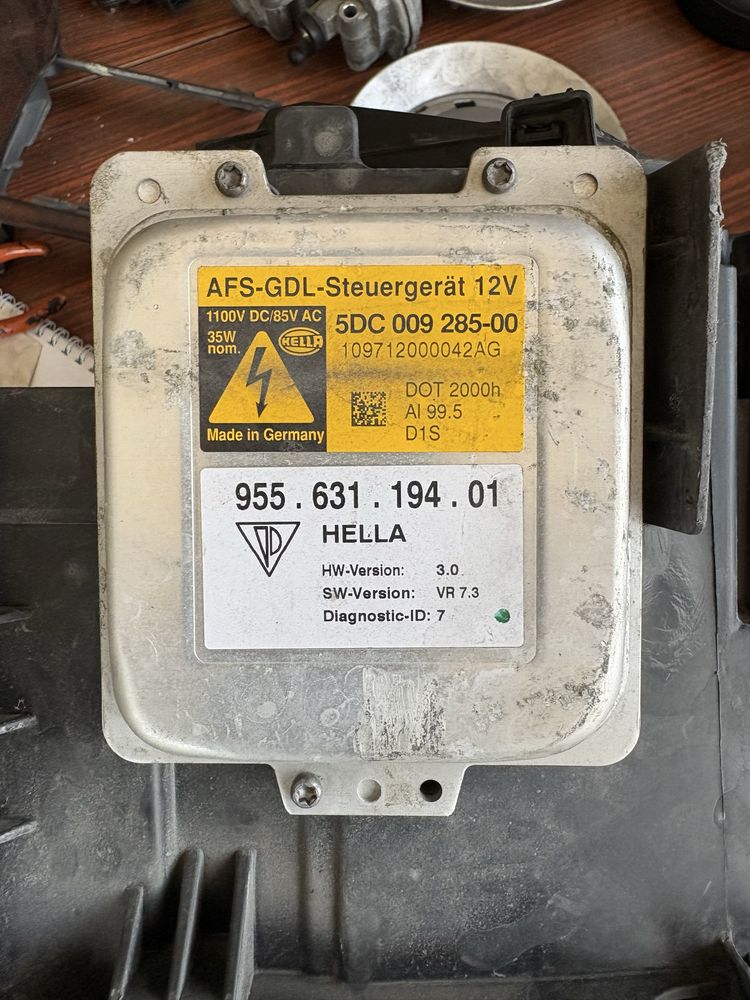 AFS-GDL-Steuergerät 12V
1100V DC/85V AC
35W
nom.
HELLA
Made in Germany
5DC 009 285-00
109712000042AG
DOT 2000h
AI 99.5
D1S
955 . 631 . 194 . 01
HELLA
HW-Version: 3.0
SW-Version: VR 7.3
Diagnostic-ID: 7